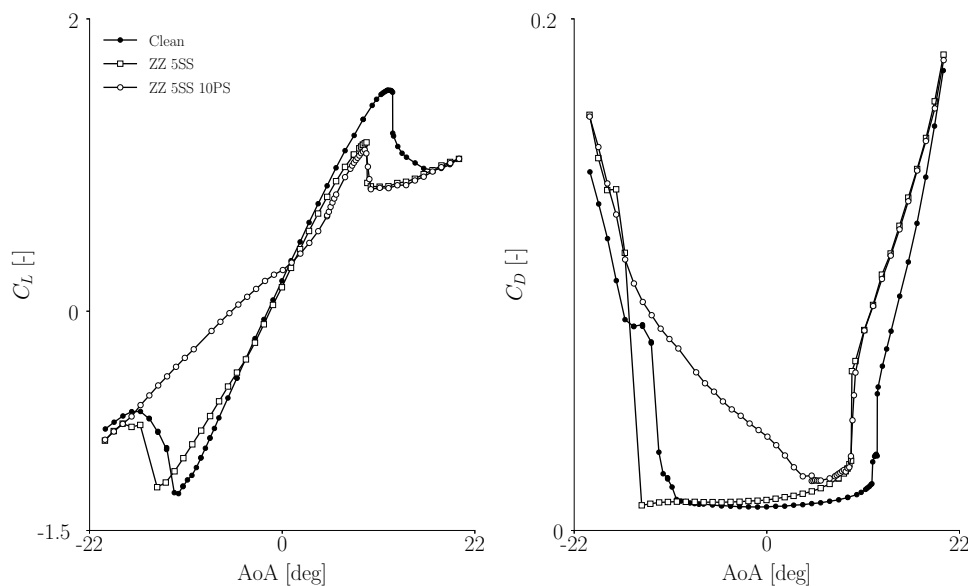 2
Clean
ZZ 5SS
ZZ 5SS 10PS
C_L [-]
0
-1.5
-22
0
22
AoA [deg]
0.2
C_D [-]
0
-22
0
22
AoA [deg]